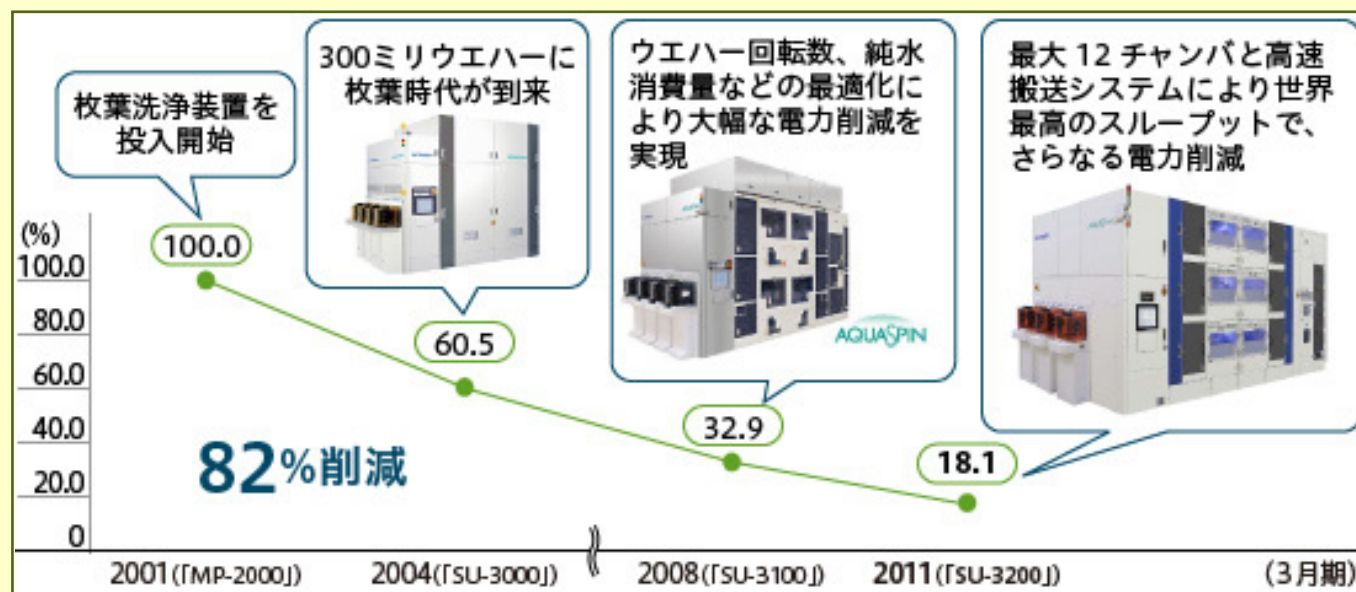 枚葉洗浄装置を
投入開始
300ミリウエハーに
枚葉時代が到来
ウエハー回転数、純水
消費量などの最適化に
より大幅な電力削減を
実現
AQUASPIN
最大12チャンバと高速
搬送システムにより世界
最高のスループットで、
さらなる電力削減
(%)
100.0
80.0
60.0
40.0
20.0
0
100.0
60.5
32.9
18.1
82%削減
2001(「MP-2000」)
2004(「SU-3000」)
2008(「SU-3100」)
2011(「SU-3200」)
(3月期)